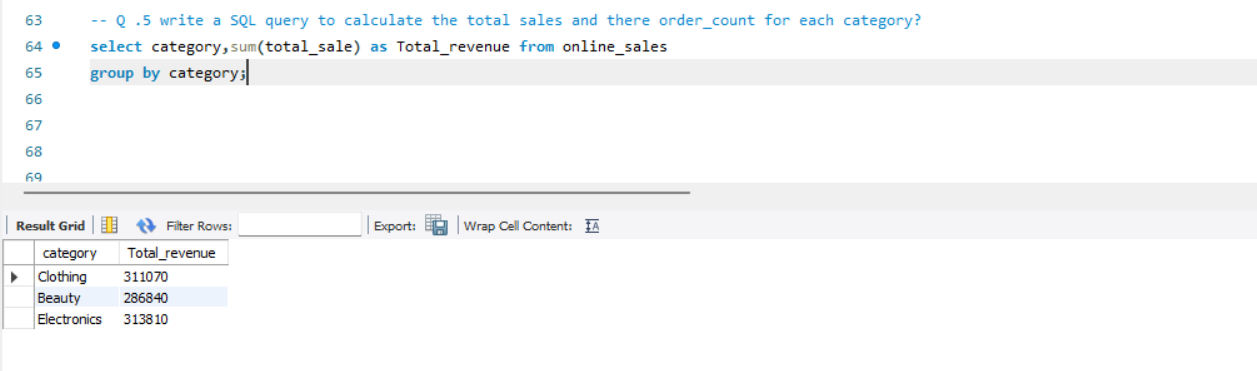 63 -- Q .5 write a SQL query to calculate the total sales and there order_count for each category?
64 select category,sum(total_sale) as Total_revenue from online_sales
65 group by category;
66
67
68
69
Result Grid Filter Rows: Export: Wrap Cell Content:
category Total_revenue
Clothing 311070
Beauty 286840
Electronics 313810